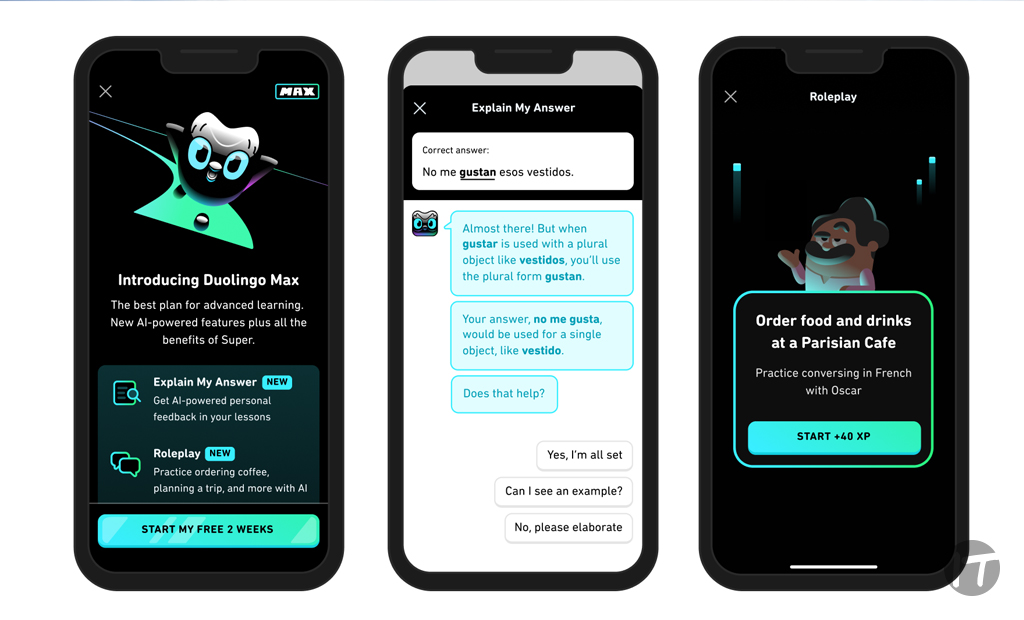 MAX
Introducing Duolingo Max
The best plan for advanced learning.
New AI-powered features plus all the
benefits of Super.
Explain My Answer NEW
Get AI-powered personal
feedback in your lessons
Roleplay NEW
Practice ordering coffee,
planning a trip, and more with AI
START MY FREE 2 WEEKS
Explain My Answer
Correct answer:
No me gustan esos vestidos.
Almost there! But when
gustar is used with a plural
object like vestidos, you'll use
the plural form gustan.
Your answer, no me gusta,
would be used for a single
object, like vestido.
Does that help?
Yes, I'm all set
Can I see an example?
No, please elaborate
Roleplay
Order food and drinks
at a Parisian Cafe
Practice conversing in French
with Oscar
START +40 XP
IT